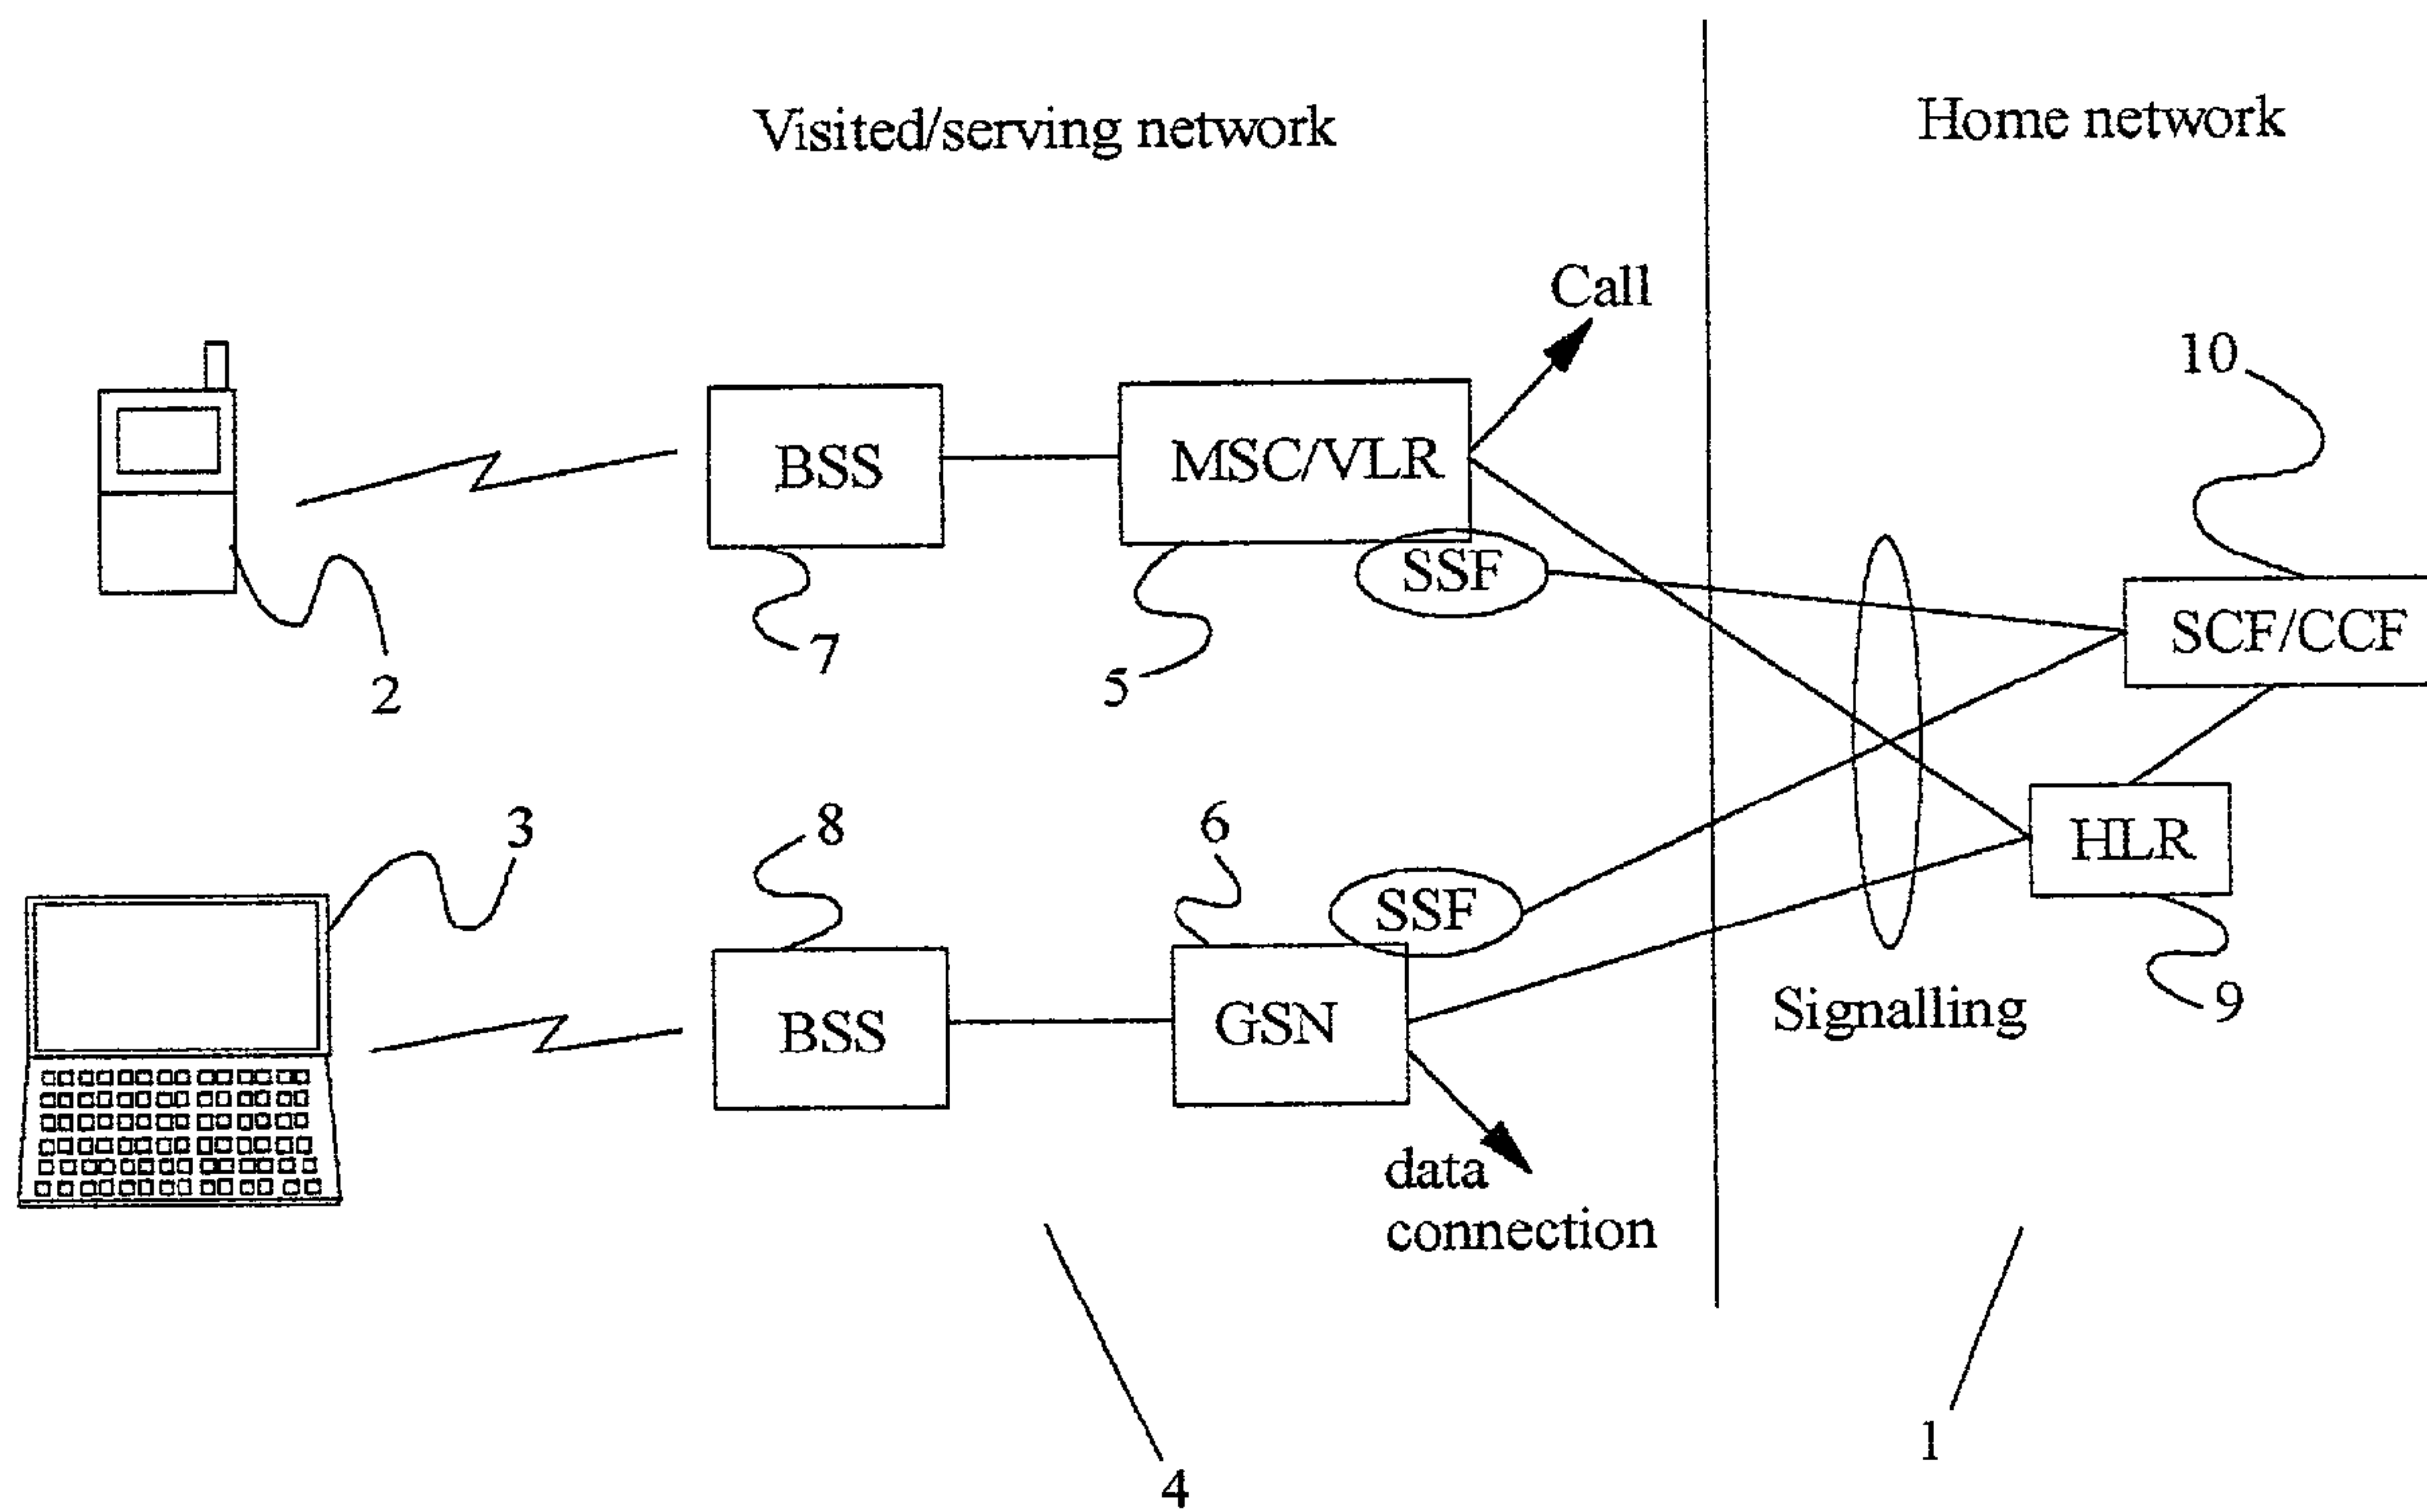 Visited/serving network
Home network
Call
10
BSS
MSC/VLR
SSF
SCF/CCF
2
7
5
3
8
6
HLR
SSF
BSS
GSN
Signalling
9
data
connection
1
4